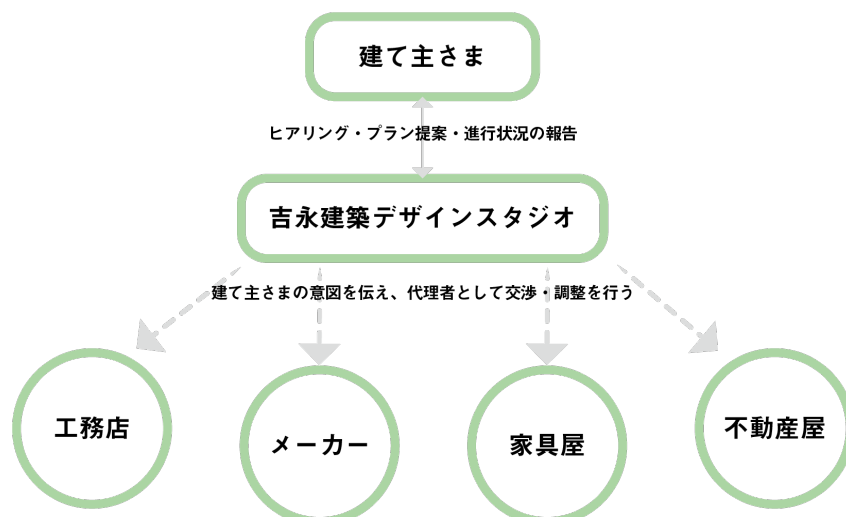 建て主さま
ヒアリング・プラン提案・進行状況の報告
吉永建築デザインスタジオ
建て主さまの意図を伝え、代理者として交渉・調整を行う
工務店
メーカー
家具屋
不動産屋